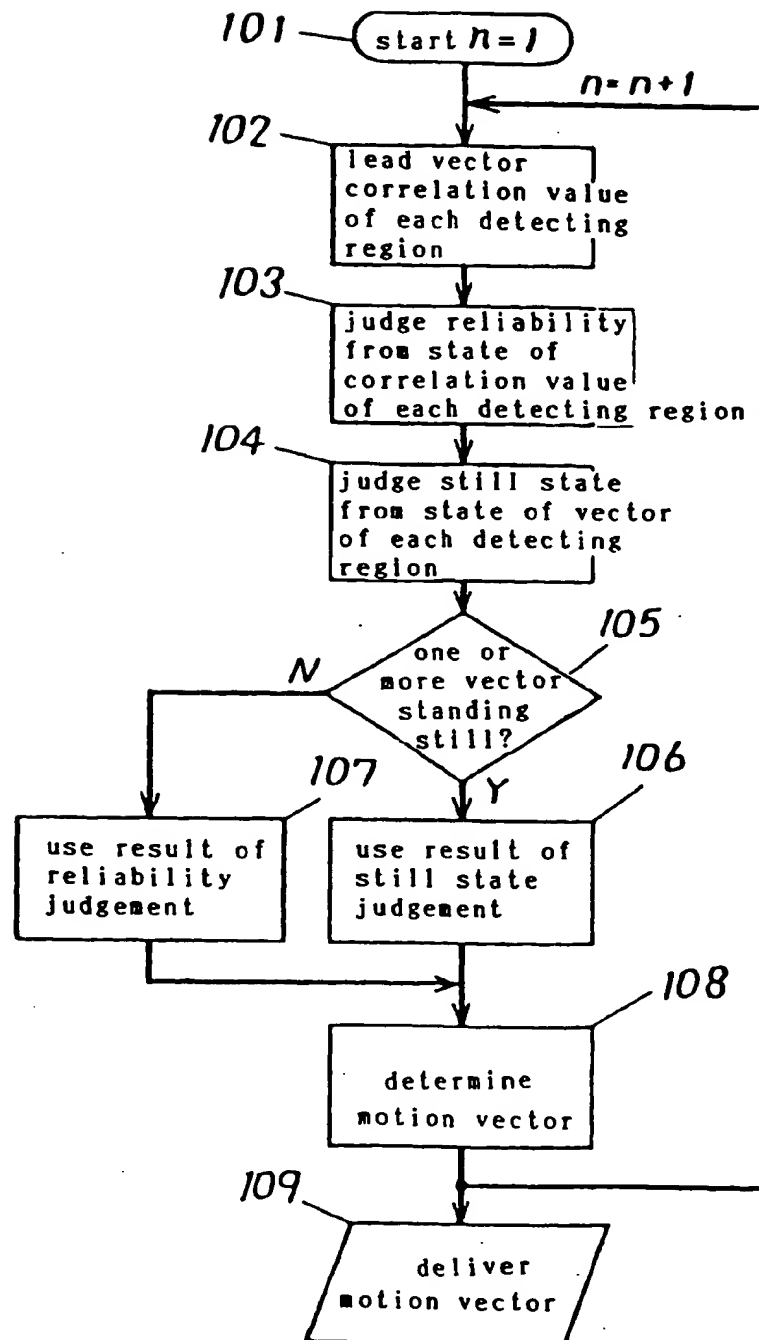 101
start n=1
n=n+1
102
lead vector
correlation value
of each detecting
region
103
judge reliability
from state of
correlation value
of each detecting region
104
judge still state
from state of vector
of each detecting
region
105
one or
more vector
standing
still?
N
Y
107
use result of
reliability
judgement
106
use result of
still state
judgement
108
determine
motion vector
109
deliver
motion vector